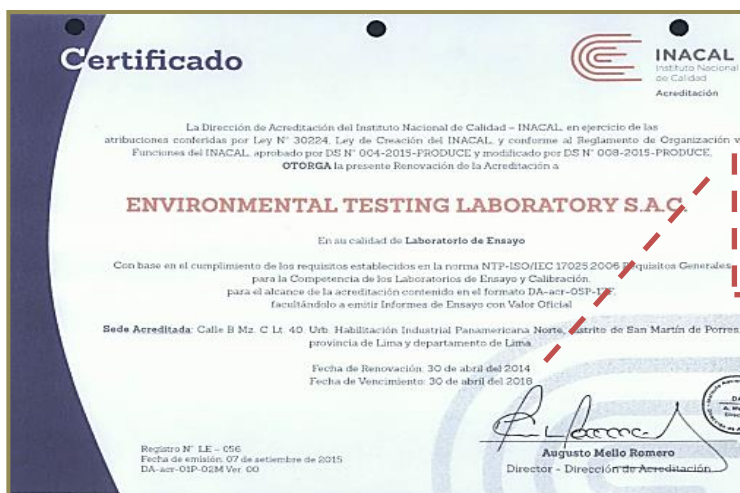 Certificado
INACAL
Instituto Nacional
de Calidad
Acreditación
La Dirección de Acreditación del Instituto Nacional de Calidad – INACAL, en ejercicio de las
atribuciones conferidas por Ley N° 30224, Ley de Creación del INACAL, y conforme al Reglamento de Organización y
Funciones del INACAL, aprobado por DS N° 004-2015-PRODUCE y modificado por DS N° 008-2015-PRODUCE,
OTORGA la presente Renovación de la Acreditación a
ENVIRONMENTAL TESTING LABORATORY S.A.C.
En su calidad de Laboratorio de Ensayo
Con base en el cumplimiento de los requisitos establecidos en la norma NTP-ISO/IEC 17025:2006 Requisitos Generales
para la Competencia de los Laboratorios de Ensayo y Calibración,
para el alcance de la acreditación contenido en el formato DA-acr-05P-17F,
facultándolo a emitir Informes de Ensayo con Valor Oficial
Sede Acreditada: Calle B Mz. C Lt. 40. Urb. Habilitación Industrial Panamericana Norte, distrito de San Martín de Porres,
provincia de Lima y departamento de Lima
Fecha de Renovación: 30 de abril del 2014
Fecha de Vencimiento: 30 de abril del 2018
Registro N° LE – 056
Fecha de emisión: 07 de setiembre de 2015
DA-acr-01P-02M Ver. 00
Augusto Mello Romero
Director - Dirección de Acreditación